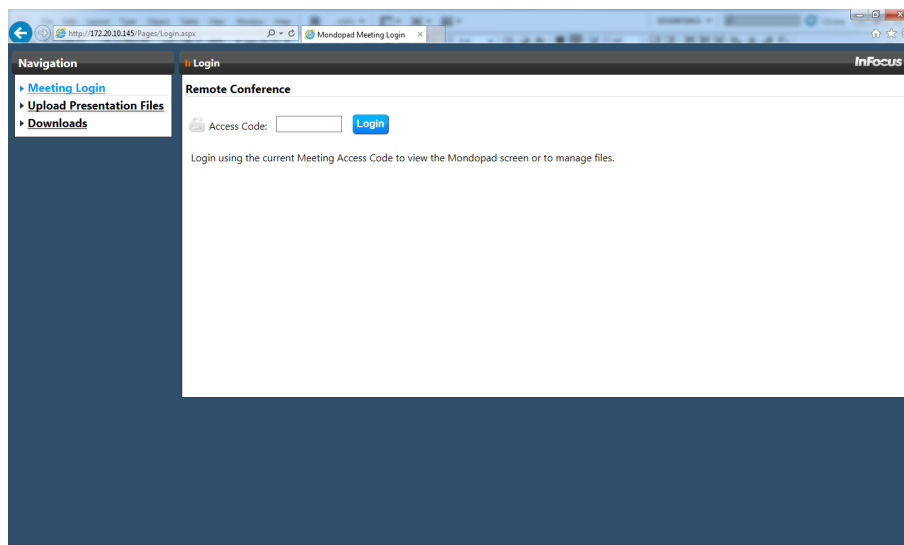 http://172.20.10.145/Pages/Login.aspx
Mondopad Meeting Login
Navigation
Login
InFocus
Meeting Login
Upload Presentation Files
Downloads
Remote Conference
Access Code:
Login
Login using the current Meeting Access Code to view the Mondopad screen or to manage files.